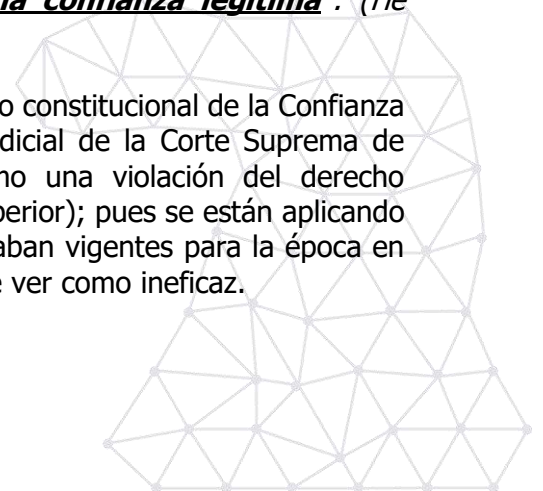 la confianza legítima". (He
o constitucional de la Confianza
dicial de la Corte Suprema de
no una violación del derecho
perior); pues se están aplicando
aban vigentes para la época en
e ver como ineficaz.